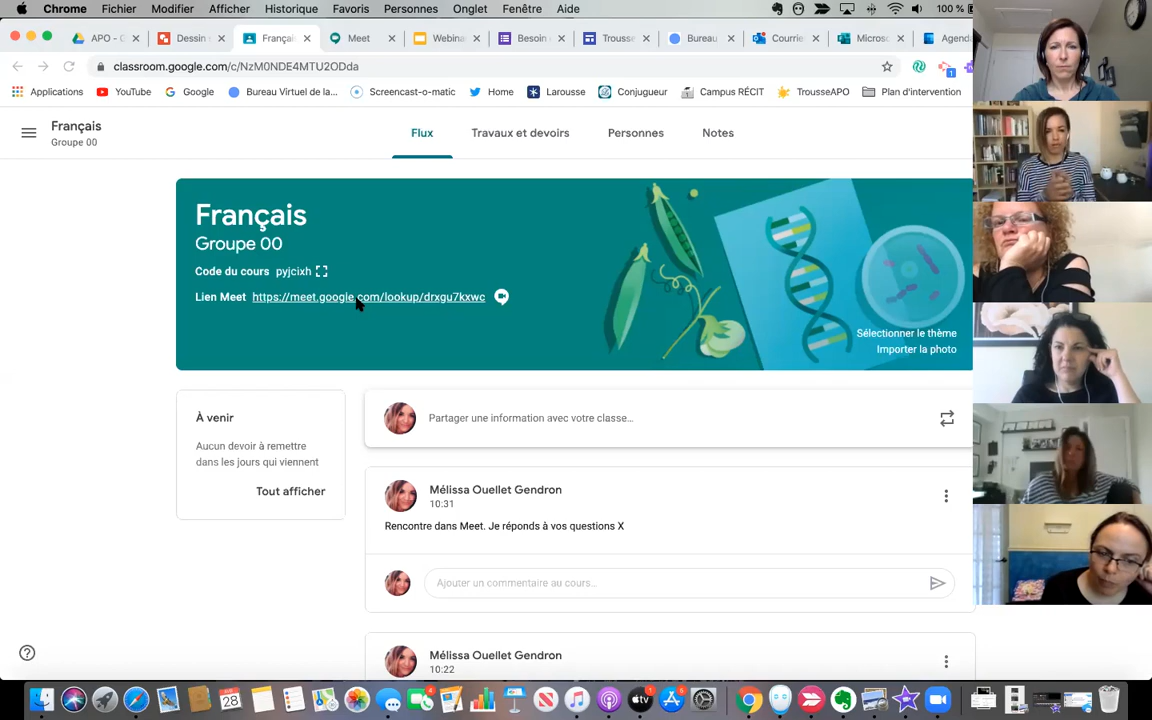 Chrome Fichier Modifier Afficher Historique Favoris Personnes Onglet Fenêtre Aide 100 %
APO - G
Dessin s
Françai
Meet
Webina
Besoin
Trousse
Bureau
Courrie
Micros
Agenda
classroom.google.com/c/NzM0NDE4MTU2ODda
Applications YouTube Google Bureau Virtuel de la... Screencast-o-matic Home Larousse Conjugueur Campus RÉCIT TrousseAPO Plan d'intervention
Français
Groupe 00
Flux Travaux et devoirs Personnes Notes
Français
Groupe 00
Code du cours pyjcixh
Lien Meet https://meet.google.com/lookup/drxgu7kxwc
Sélectionner le thème
Importer la photo
À venir
Aucun devoir à remettre
dans les jours qui viennent
Tout afficher
Partager une information avec votre classe…
Mélissa Ouellet Gendron
10:31
Rencontre dans Meet. Je réponds à vos questions X
Ajouter un commentaire au cours…
Mélissa Ouellet Gendron
10:22
28